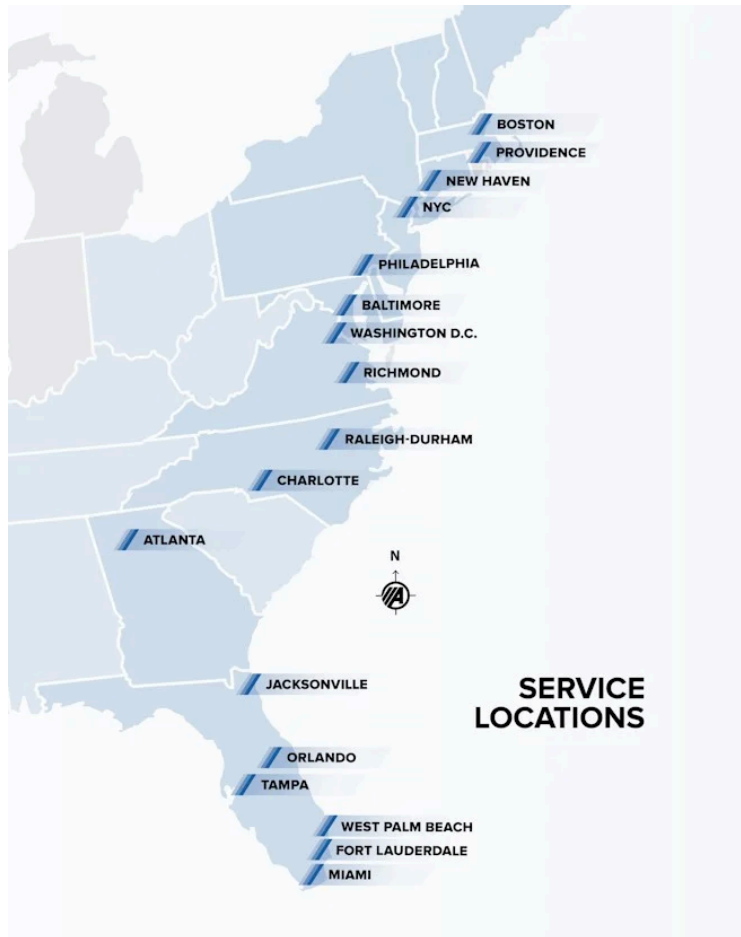 BOSTON
PROVIDENCE
NEW HAVEN
NYC
PHILADELPHIA
BALTIMORE
WASHINGTON D.C.
RICHMOND
RALEIGH-DURHAM
CHARLOTTE
ATLANTA
N
A
JACKSONVILLE
SERVICE
LOCATIONS
ORLANDO
TAMPA
WEST PALM BEACH
FORT LAUDERDALE
MIAMI